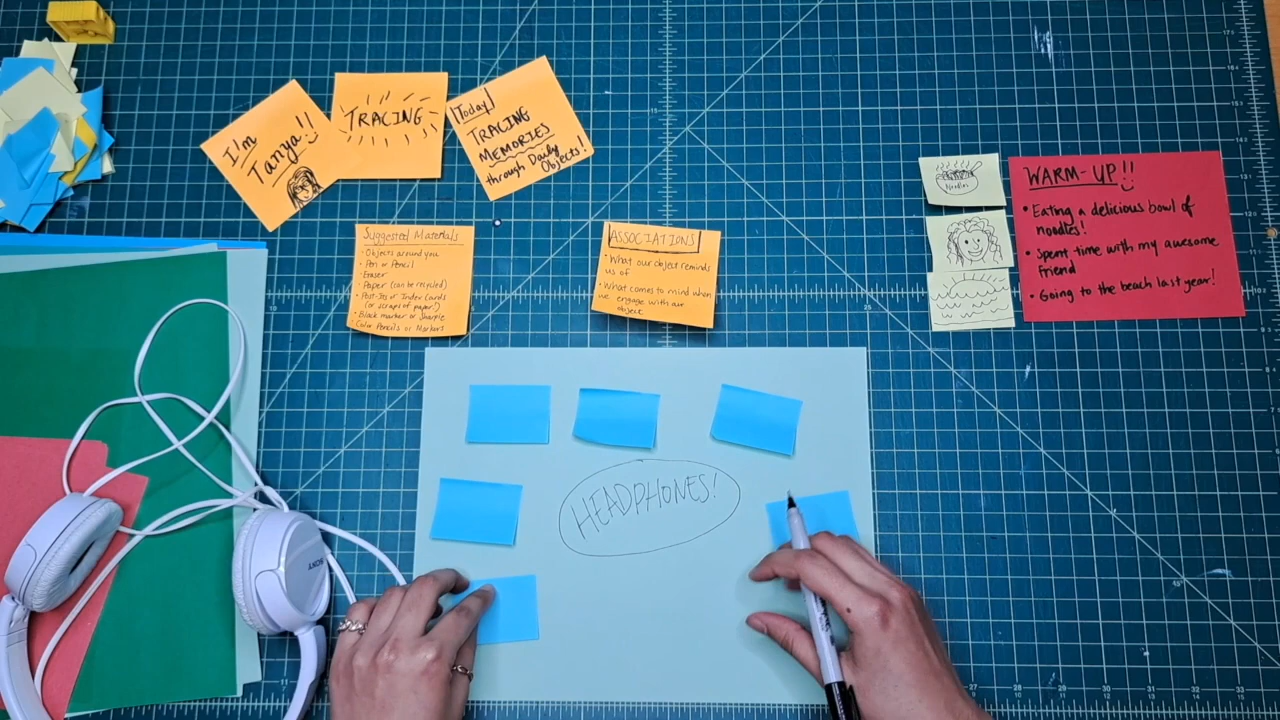 I'm
Tanya!!
TRACING
Today
TRACING
MEMORIES
through Daily
Objects!
Suggested Materials
• Objects around you
• Pen or Pencil
• Eraser
• Paper (can be recycled)
• Post-Its or Index Cards
(or scraps of paper!)
• Black marker or Sharpie
• Color Pencils or Markers
ASSOCIATIONS
• What our object reminds
us of
• What comes to mind when
we engage with our
object
Noodles
WARM-UP!!
• Eating a delicious bowl of
noodles!
• Spent time with my awesome
friend
• Going to the beach last year!
HEADPHONES!
SONY